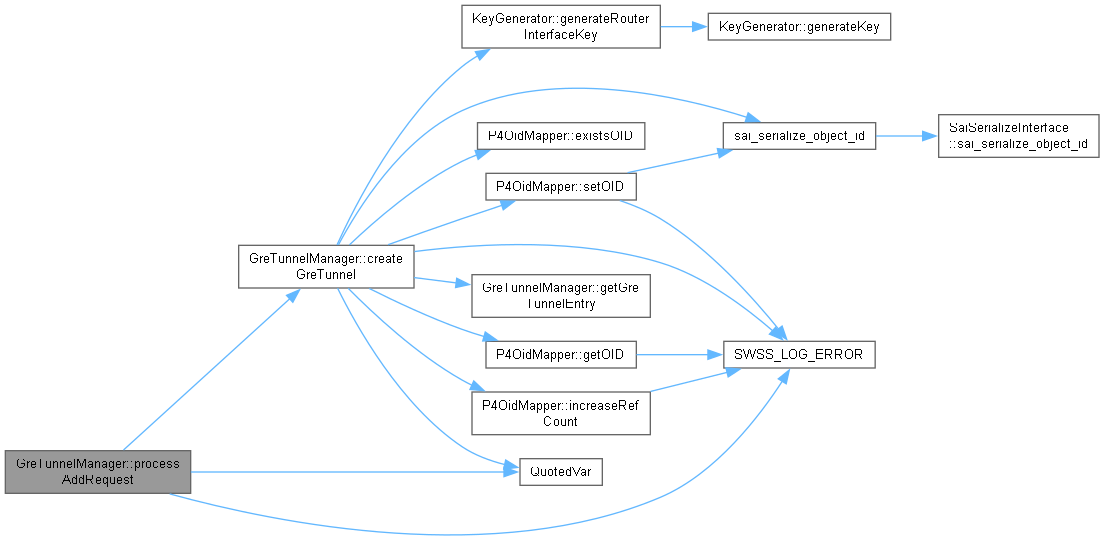 KeyGenerator::generateRouter
InterfaceKey
KeyGenerator::generateKey
P4OidMapper::existsOID
sai_serialize_object_id
SaiSerializeInterface
::sai_serialize_object_id
P4OidMapper::setOID
GreTunnelManager::create
GreTunnel
GreTunnelManager::getGre
TunnelEntry
P4OidMapper::getOID
SWSS_LOG_ERROR
P4OidMapper::increaseRef
Count
GreTunnelManager::process
AddRequest
QuotedVar